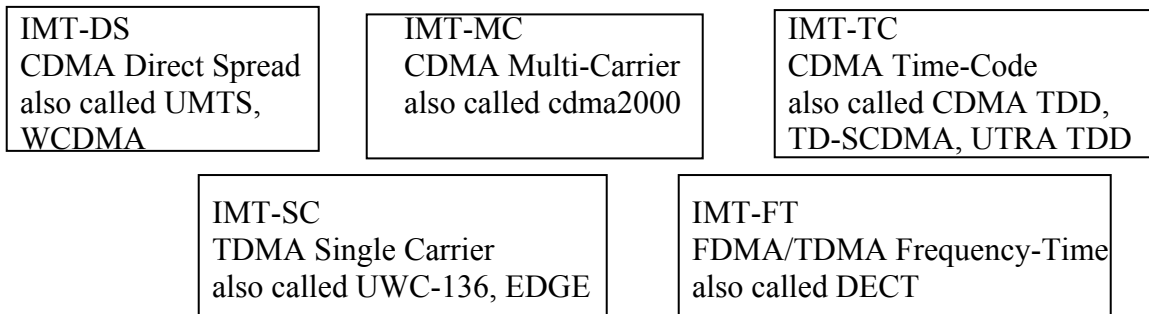 IMT-DS
CDMA Direct Spread
also called UMTS,
WCDMA
IMT-MC
CDMA Multi-Carrier
also called cdma2000
IMT-TC
CDMA Time-Code
also called CDMA TDD,
TD-SCDMA, UTRA TDD
IMT-SC
TDMA Single Carrier
also called UWC-136, EDGE
IMT-FT
FDMA/TDMA Frequency-Time
also called DECT